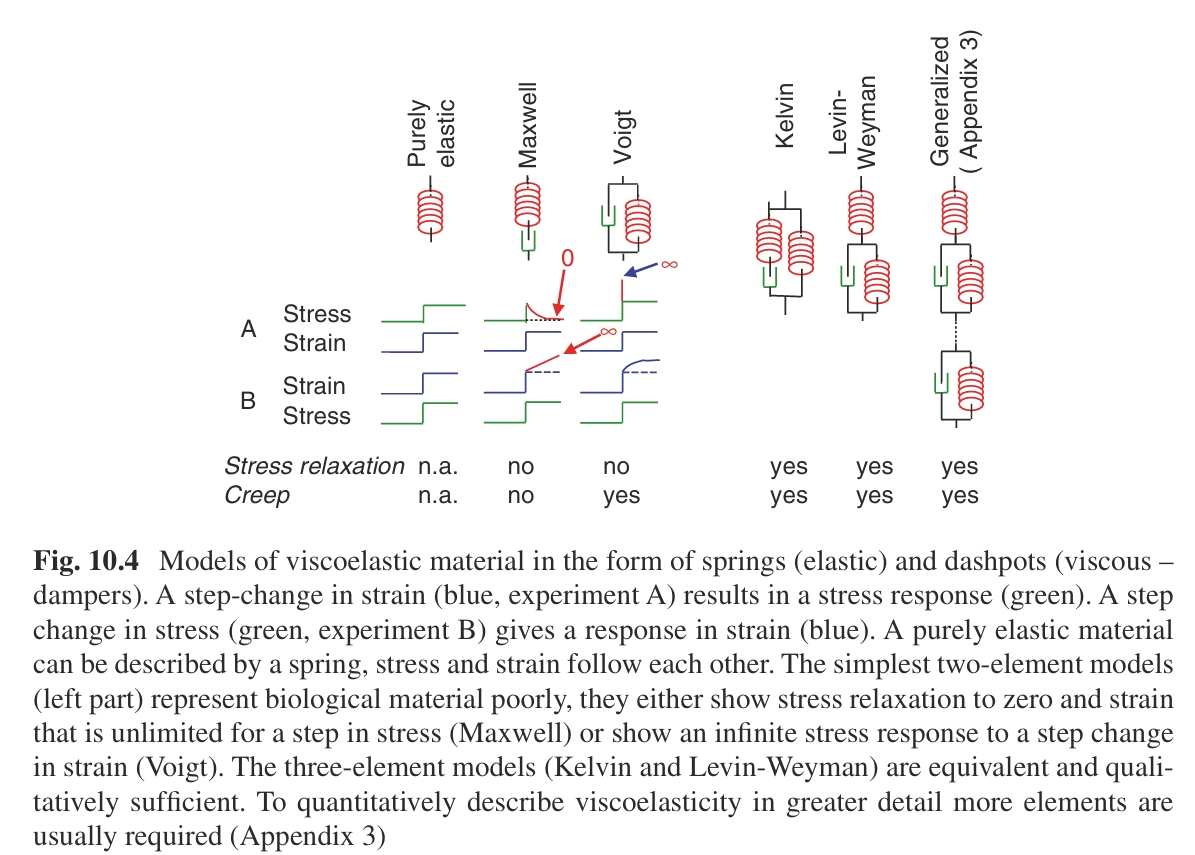 Purely
elastic
Maxwell
Voigt
Kelvin
Levin-
Weyman
Generalized
( Appendix 3)
0
∞
A
Stress
Strain
∞
B
Strain
Stress
Stress relaxation n.a. no no yes yes yes
Creep n.a. no yes yes yes yes
Fig. 10.4 Models of viscoelastic material in the form of springs (elastic) and dashpots (viscous –
dampers). A step-change in strain (blue, experiment A) results in a stress response (green). A step
change in stress (green, experiment B) gives a response in strain (blue). A purely elastic material
can be described by a spring, stress and strain follow each other. The simplest two-element models
(left part) represent biological material poorly, they either show stress relaxation to zero and strain
that is unlimited for a step in stress (Maxwell) or show an infinite stress response to a step change
in strain (Voigt). The three-element models (Kelvin and Levin-Weyman) are equivalent and quali-
tatively sufficient. To quantitatively describe viscoelasticity in greater detail more elements are
usually required (Appendix 3)